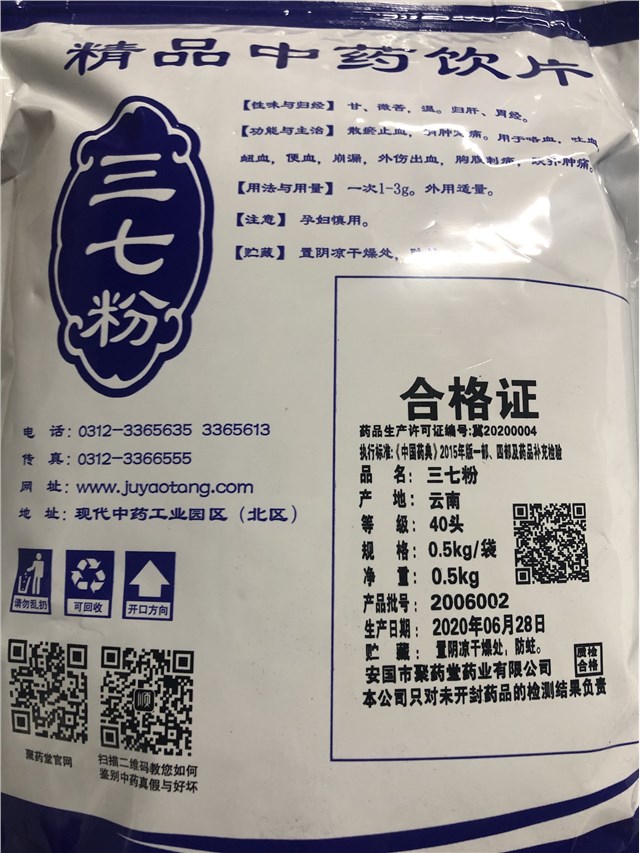 精品中药饮片
三七粉
【性味与归经】 甘、微苦，温。归肝、胃经。
【功能与主治】 散瘀止血，消肿定痛。用于咯血，吐血，
衄血，便血，崩漏，外伤出血，胸腹刺痛，跌扑肿痛。
【用法与用量】 一次1-3g。外用适量。
【注意】 孕妇慎用。
【贮藏】 置阴凉干燥处，
电 话：0312-3365635 3365613
传 真：0312-3366555
网 址：www.juyaotang.com
地 址：现代中药工业园区（北区）
请勿乱扔
可回收
开口方向
聚药堂官网
顺
扫描二维码教您如何
鉴别中药真假与好坏
合格证
药品生产许可证编号:冀20200004
执行标准:《中国药典》2015年版一部、四部及药品补充检验
品 名：三七粉
产 地：云南
等 级：40头
规 格：0.5kg/袋
净 重：0.5kg
产品批号：2006002
生产日期：2020年06月28日
贮 藏：置阴凉干燥处，防蛀。
安国市聚药堂药业有限公司
质检
合格
本公司只对未开封药品的检测结果负责